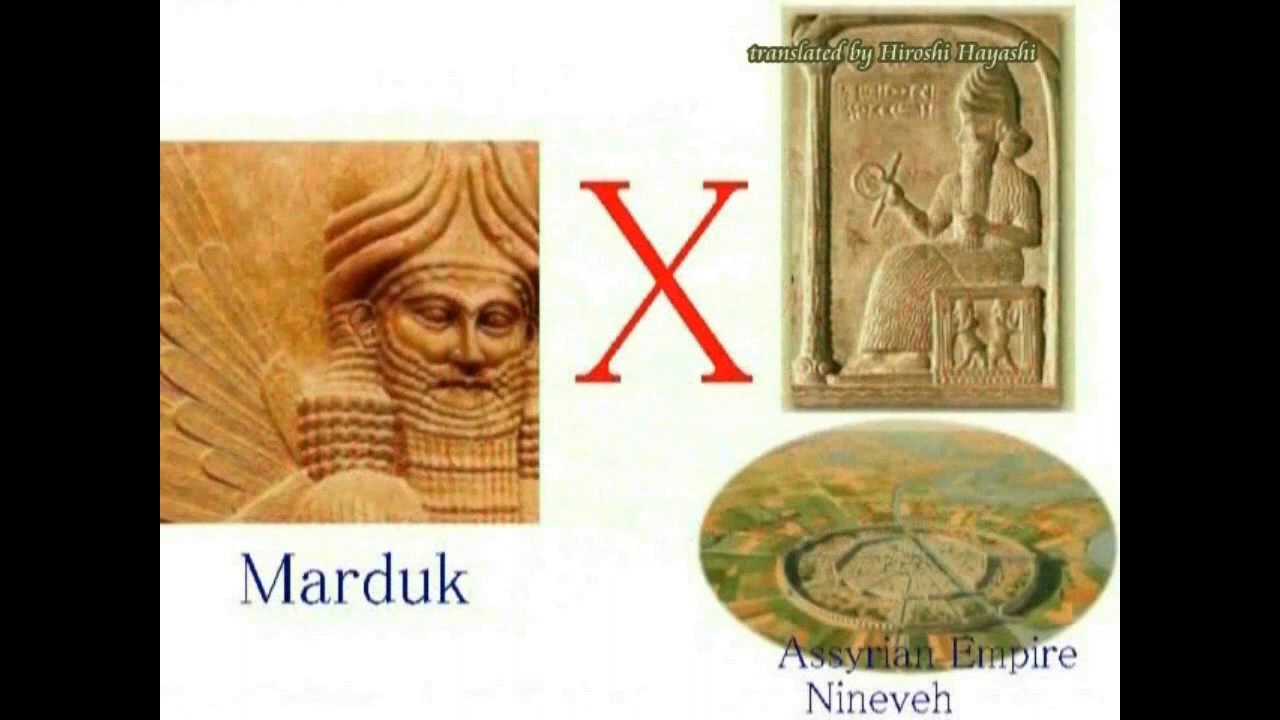 translated by Hiroshi Hayashi
X
Marduk
Assyrian Empire
Nineveh